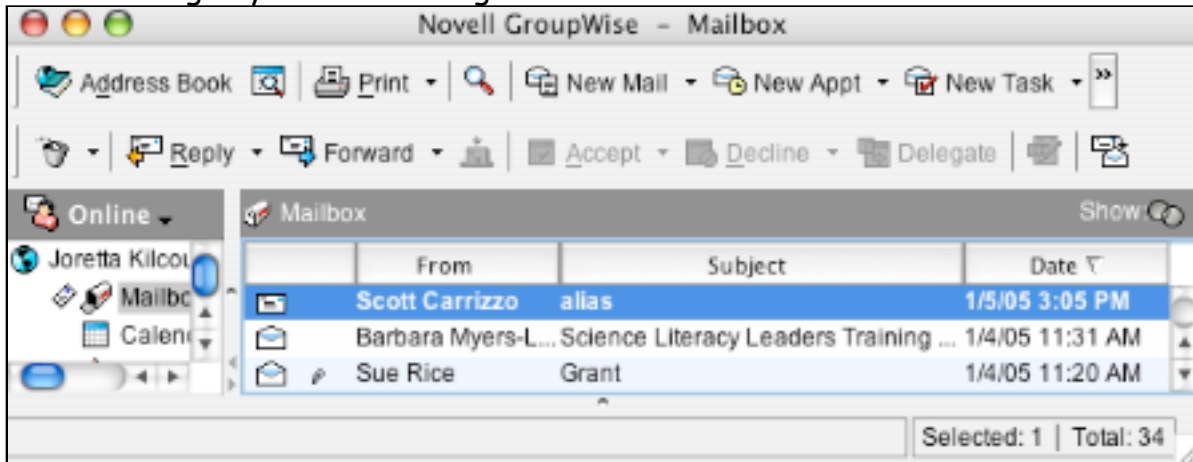 Novell GroupWise – Mailbox
Address Book Print New Mail New Appt New Task »
Reply Forward Accept Decline Delegate
Online Mailbox Show
Joretta Kilcou
Mailbo
Calen
From Subject Date
Scott Carrizzo alias 1/5/05 3:05 PM
Barbara Myers-L... Science Literacy Leaders Training ... 1/4/05 11:31 AM
Sue Rice Grant 1/4/05 11:20 AM
Selected: 1 | Total: 34